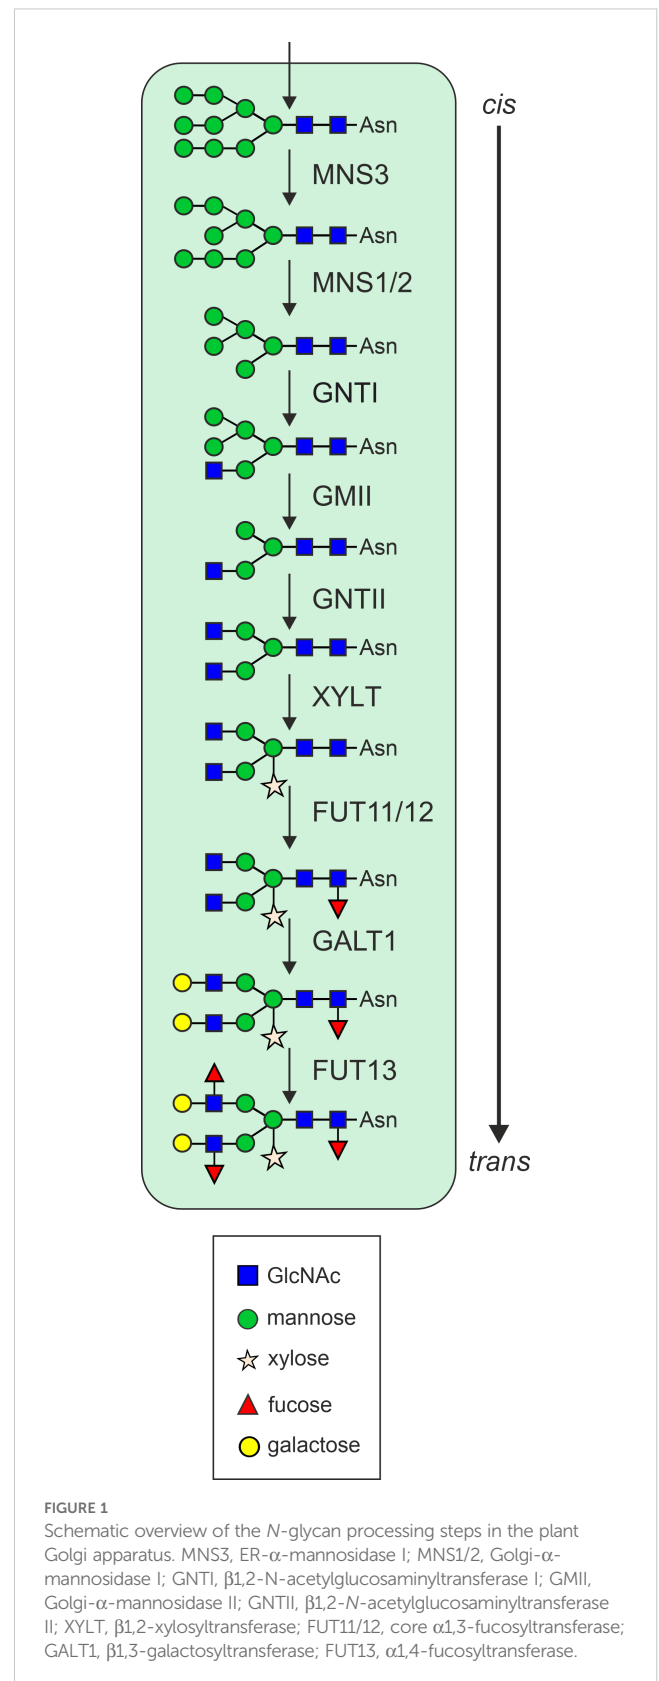 cis
Asn
MNS3
Asn
MNS1/2
Asn
GNTI
Asn
GMII
Asn
GNTII
Asn
XYLT
Asn
FUT11/12
Asn
GALT1
Asn
FUT13
Asn
trans
GlcNAc
mannose
xylose
fucose
galactose
FIGURE 1
Schematic overview of the N-glycan processing steps in the plant
Golgi apparatus. MNS3, ER-α-mannosidase I; MNS1/2, Golgi-α-
mannosidase I; GNTI, β1,2-N-acetylglucosaminyltransferase I; GMII,
Golgi-α-mannosidase II; GNTII, β1,2-N-acetylglucosaminyltransferase
II; XYLT, β1,2-xylosyltransferase; FUT11/12, core α1,3-fucosyltransferase;
GALT1, β1,3-galactosyltransferase; FUT13, α1,4-fucosyltransferase.